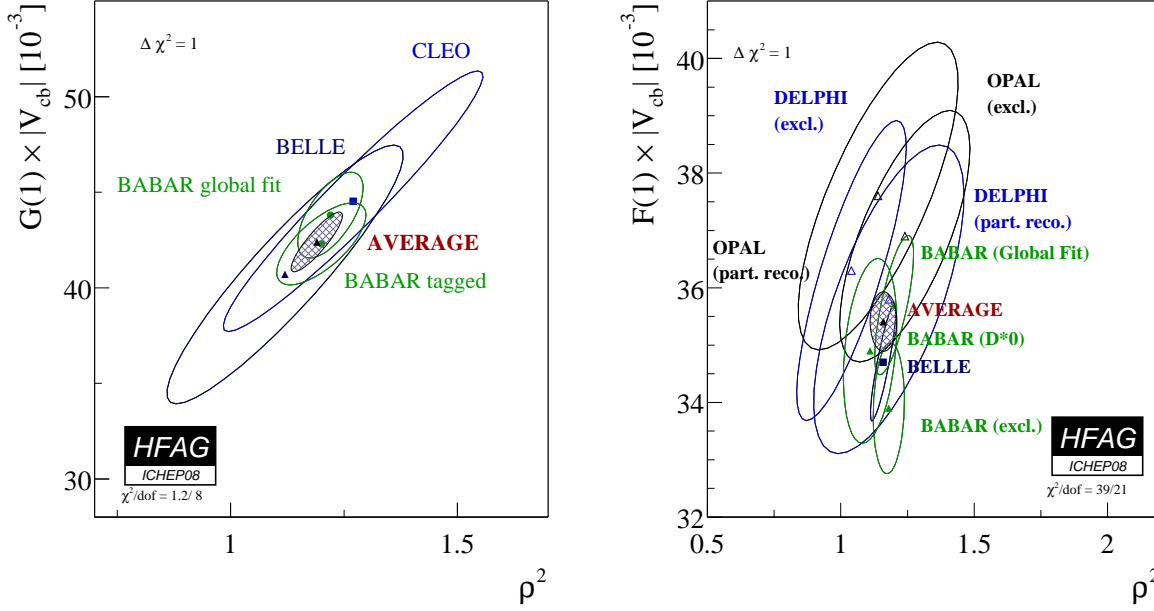 G(1) × |V_cb| [10^-3]
Δ χ² = 1
CLEO
BELLE
BABAR global fit
AVERAGE
BABAR tagged
50
40
30
HFAG
ICHEP08
χ²/dof = 1.2/ 8
1
1.5
ρ²
F(1) × |V_cb| [10^-3]
Δ χ² = 1
OPAL
(excl.)
DELPHI
(excl.)
DELPHI
(part. reco.)
OPAL
(part. reco.)
BABAR (Global Fit)
AVERAGE
BABAR (D*0)
BELLE
BABAR (excl.)
40
38
36
34
32
HFAG
ICHEP08
χ²/dof = 39/21
0.5
1
1.5
2
ρ²